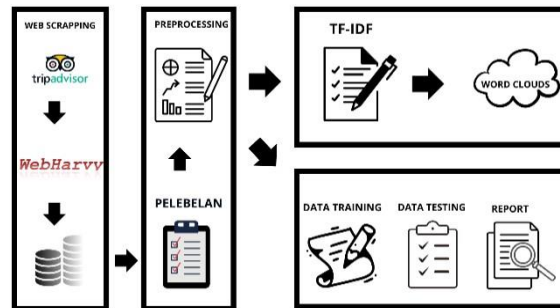 WEB SCRAPPING
tripadvisor
WebHarvy
PREPROCESSING
PELEBELAN
TF-IDF
WORD CLOUDS
DATA TRAINING
DATA TESTING
REPORT